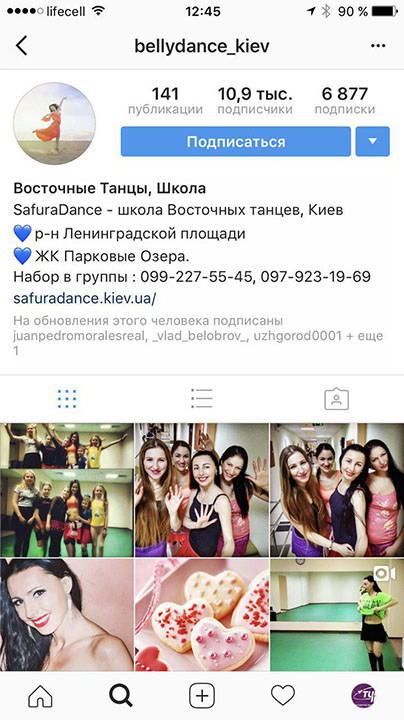 lifecell 12:45 90 %
bellydance_kiev
141 10,9 тыс. 6 877
публикации подписчики подписки
Подписаться
Восточные Танцы, Школа
SafuraDance - школа Восточных танцев, Киев
💙 р-н Ленинградской площади
💙 ЖК Парковые Озера.
Набор в группы : 099-227-55-45, 097-923-19-69
safuradance.kiev.ua/
На обновления этого человека подписаны
juanpedromoralesreal, _vlad_belobrov_, uzhgorod0001 + еще
1